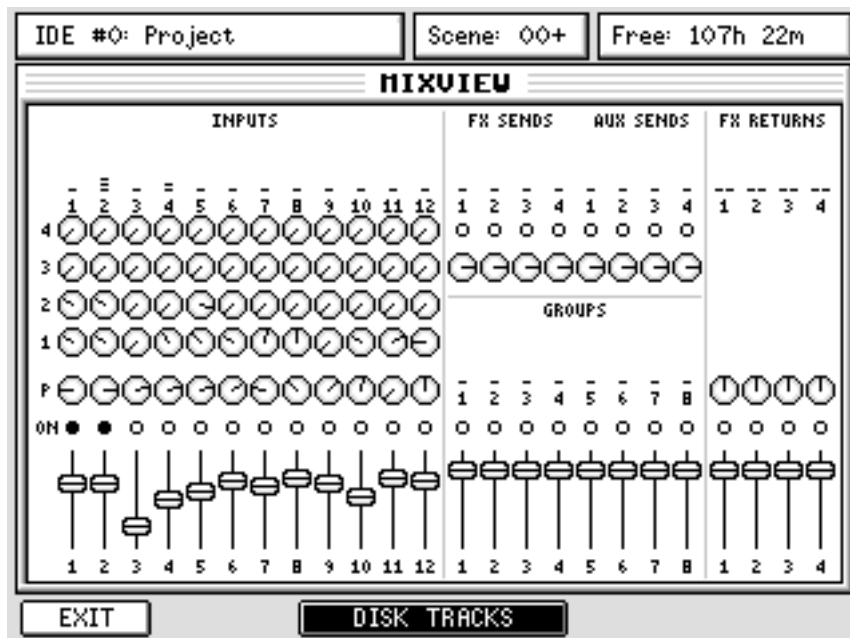 IDE #0: Project
Scene: 00+
Free: 107h 22m
MIXVIEW
INPUTS
FX SENDS
AUX SENDS
FX RETURNS
1 2 3 4 5 6 7 8 9 10 11 12
1 2 3 4 1 2 3 4
1 2 3 4
4
3
2
GROUPS
1
P
1 2 3 4 5 6 7 8
ON
1 2 3 4 5 6 7 8 9 10 11 12
1 2 3 4 5 6 7 8
1 2 3 4
EXIT
DISK TRACKS